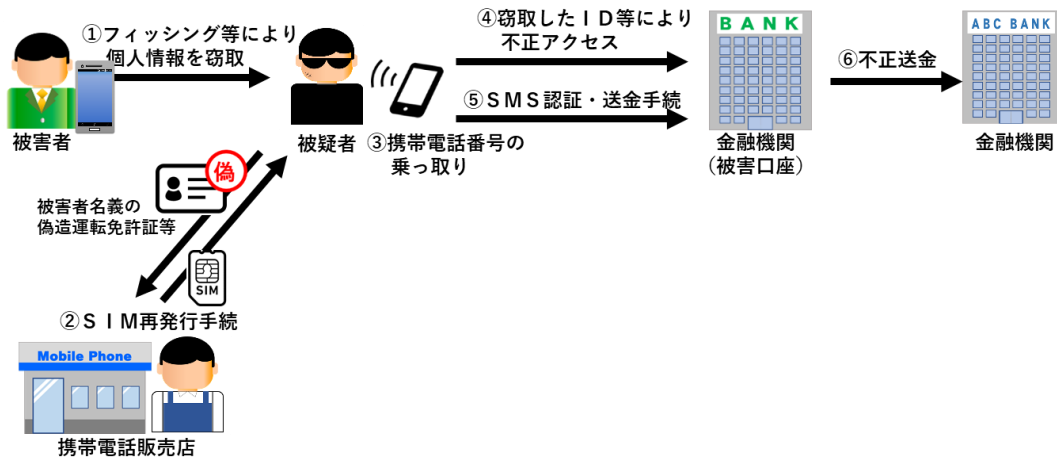 ①フィッシング等により
個人情報を窃取
被害者
被疑者
③携帯電話番号の
乗っ取り
④窃取したＩＤ等により
不正アクセス
⑤ＳＭＳ認証・送金手続
BANK
金融機関
（被害口座）
⑥不正送金
ABC BANK
金融機関
偽
被害者名義の
偽造運転免許証等
SIM
②ＳＩＭ再発行手続
Mobile Phone
携帯電話販売店